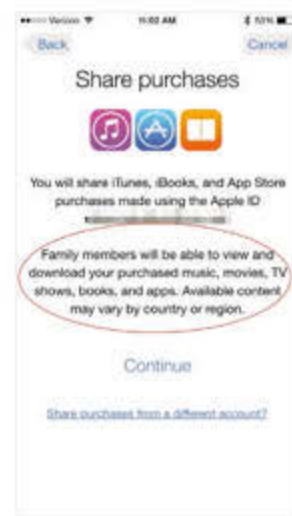 Verizon 11:02 AM
Back Cancel
Share purchases
You will share iTunes, iBooks, and App Store
purchases made using the Apple ID
Family members will be able to view and
download your purchased music, movies, TV
shows, books, and apps. Available content
may vary by country or region.
Continue
Share purchases from a different account?